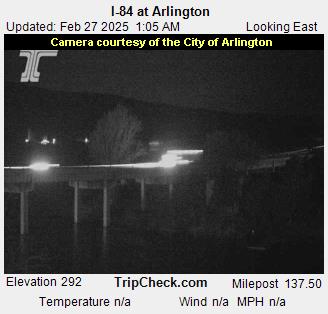 I-84 at Arlington
Updated: Feb 27 2025 1:05 AM Looking East
Camera courtesy of the City of Arlington
Elevation 292 TripCheck.com Milepost 137.50
Temperature n/a Wind n/a MPH n/a